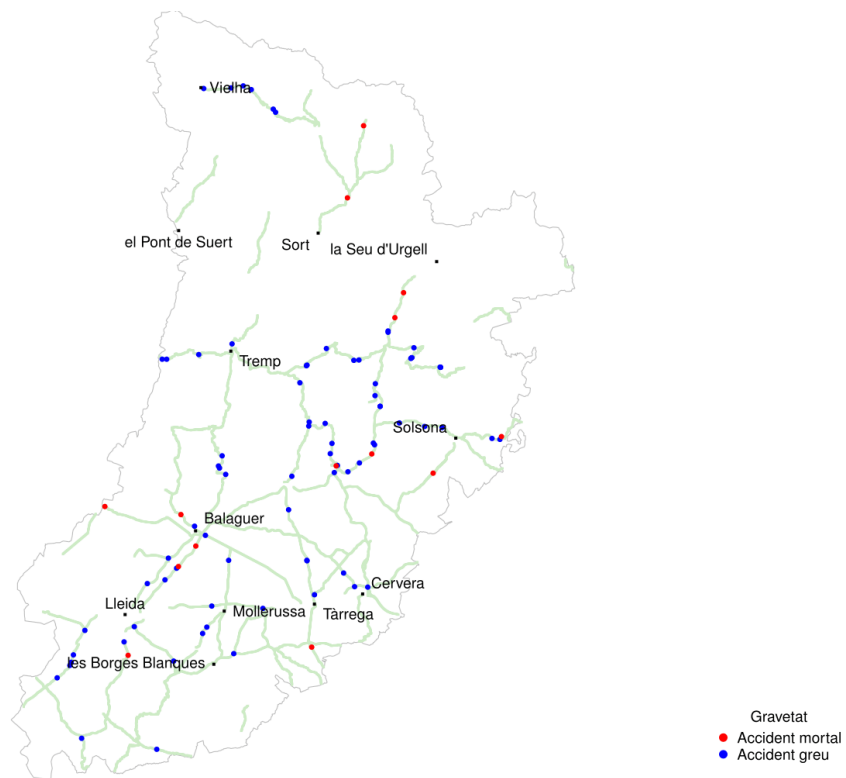 Vielha
el Pont de Suert
Sort
la Seu d'Urgell
Tremp
Solsona
Balaguer
Cervera
Lleida
Mollerussa
Tàrrega
les Borges Blanques
Gravetat
Accident mortal
Accident greu